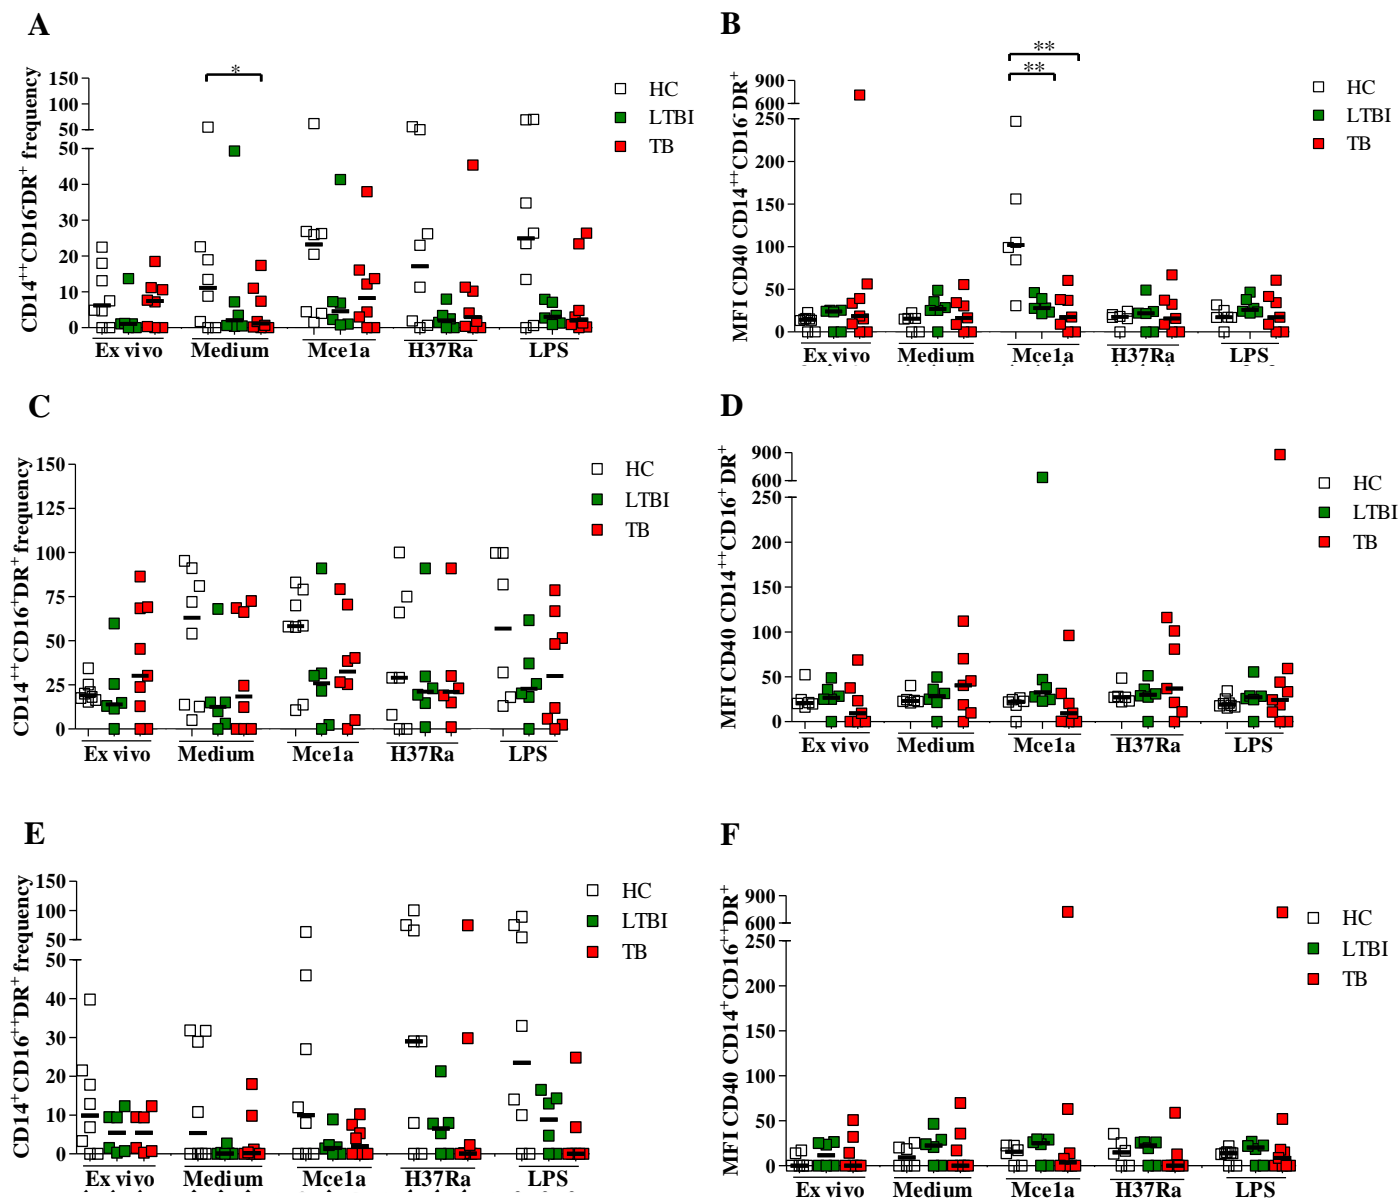 A
CD14++CD16-DR+ frequency
150
100
50
50
40
30
20
10
0
*
Ex vivo Medium Mce1a H37Ra LPS
HC
LTBI
TB
B
MFI CD40 CD14++CD16-DR+
900
600
250
200
150
100
50
0
**
**
Ex vivo Medium Mce1a H37Ra LPS
HC
LTBI
TB
C
CD14++CD16+DR+ frequency
150
125
100
75
50
25
0
Ex vivo Medium Mce1a H37Ra LPS
HC
LTBI
TB
D
MFI CD40 CD14++CD16+ DR+
900
600
250
200
150
100
50
0
Ex vivo Medium Mce1a H37Ra LPS
HC
LTBI
TB
E
CD14+CD16++DR+ frequency
150
100
50
50
40
30
20
10
0
Ex vivo Medium Mce1a H37Ra LPS
HC
LTBI
TB
F
MFI CD40 CD14+CD16++DR+
900
600
250
200
150
100
50
0
Ex vivo Medium Mce1a H37Ra LPS
HC
LTBI
TB